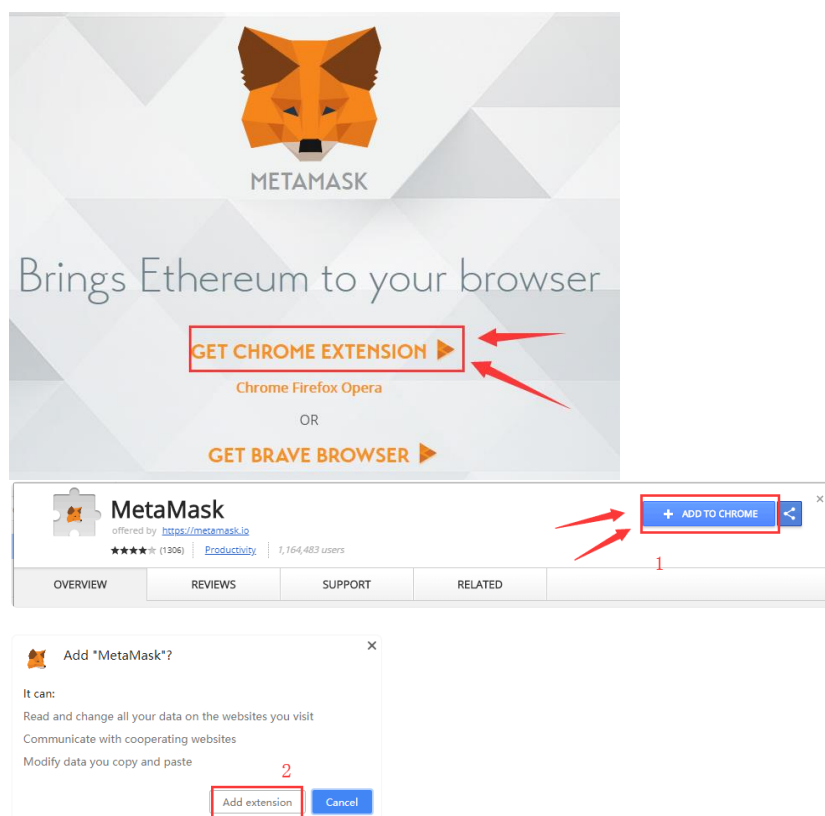 METAMASK
Brings Ethereum to your browser
GET CHROME EXTENSION
Chrome Firefox Opera
OR
GET BRAVE BROWSER
MetaMask
+ ADD TO CHROME
offered by https://metamask.io
(1306) Productivity 1,164,483 users
1
OVERVIEW REVIEWS SUPPORT RELATED
Add "MetaMask"?
It can:
Read and change all your data on the websites you visit
Communicate with cooperating websites
Modify data you copy and paste
2
Add extension Cancel